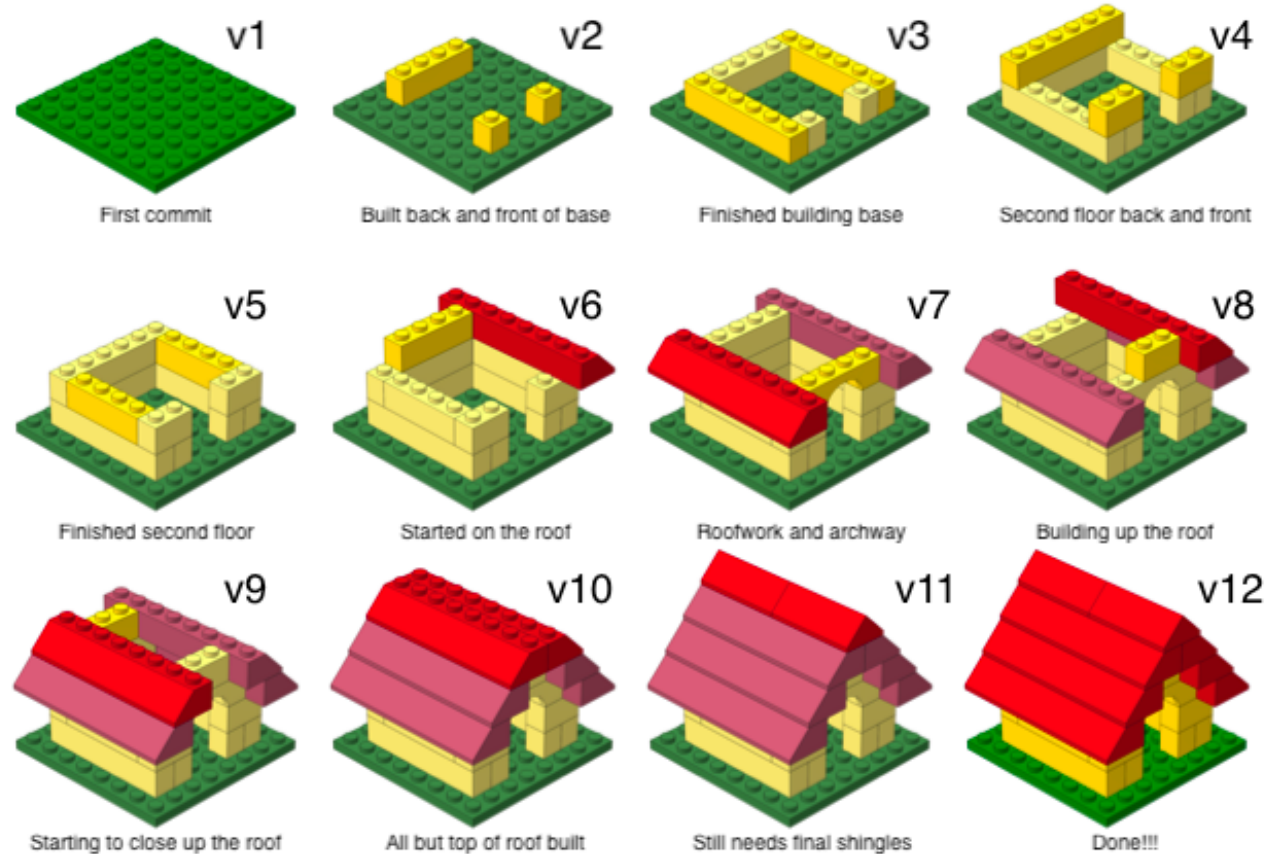 v1
First commit
v2
Built back and front of base
v3
Finished building base
v4
Second floor back and front
v5
Finished second floor
v6
Started on the roof
v7
Roofwork and archway
v8
Building up the roof
v9
Starting to close up the roof
v10
All but top of roof built
v11
Still needs final shingles
v12
Done!!!